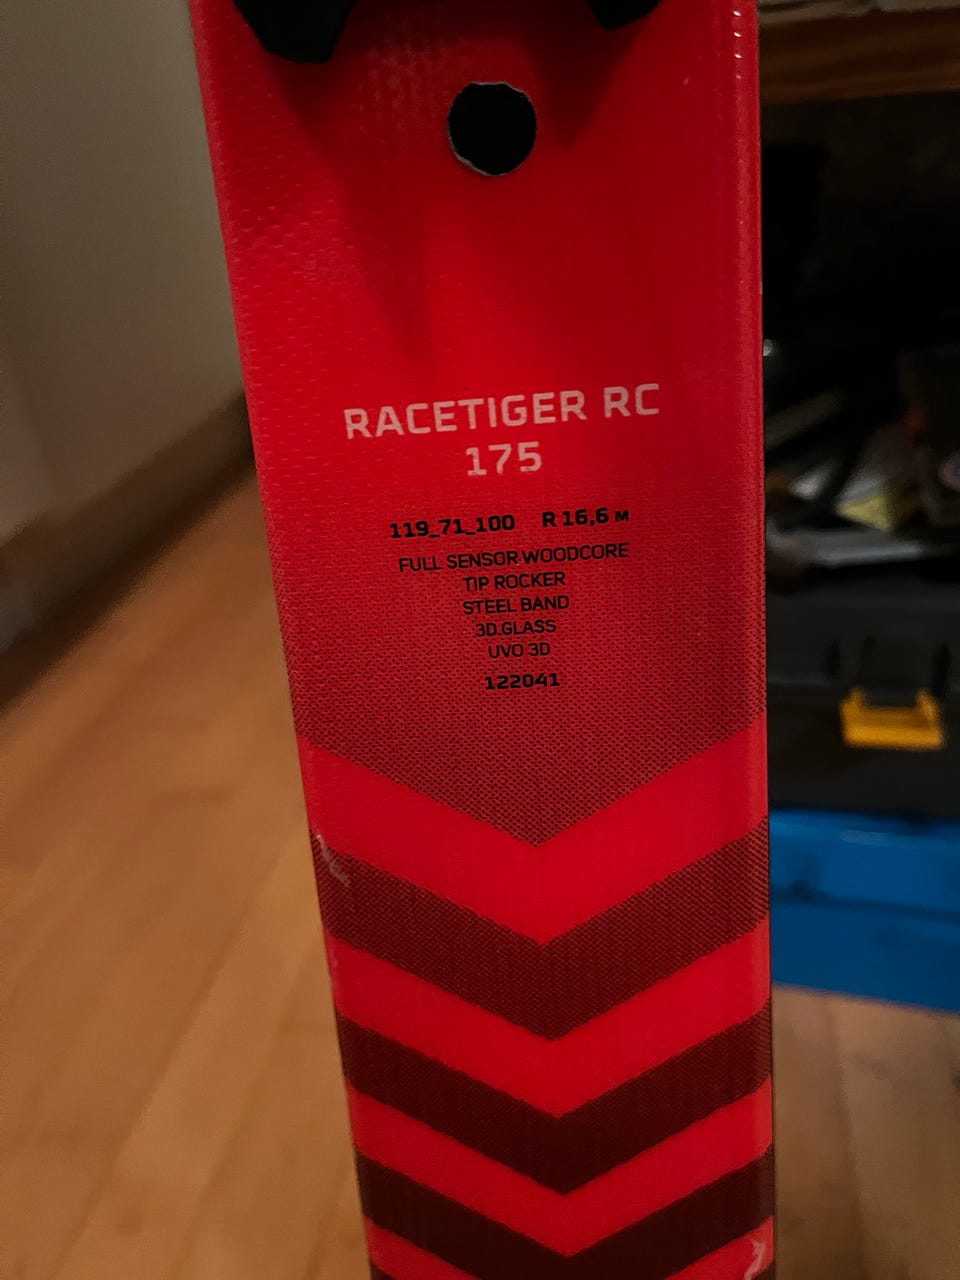 RACETIGER RC
175
119_71_100 R 16,6 M
FULL SENSOR WOODCORE
TIP ROCKER
STEEL BAND
3D.GLASS
UVO 3D
122041